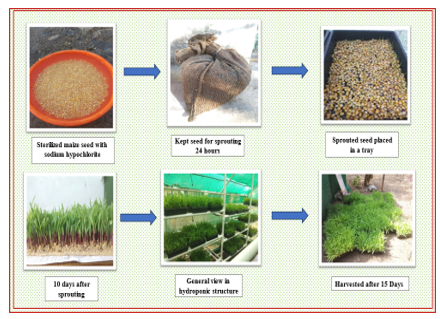 Sterilized maize seed with
sodium hypochlorite
Kept seed for sprouting
24 hours
Sprouted seed placed
in a tray
10 days after
sprouting
General view in
hydroponic structure
Harvested after 15 Days